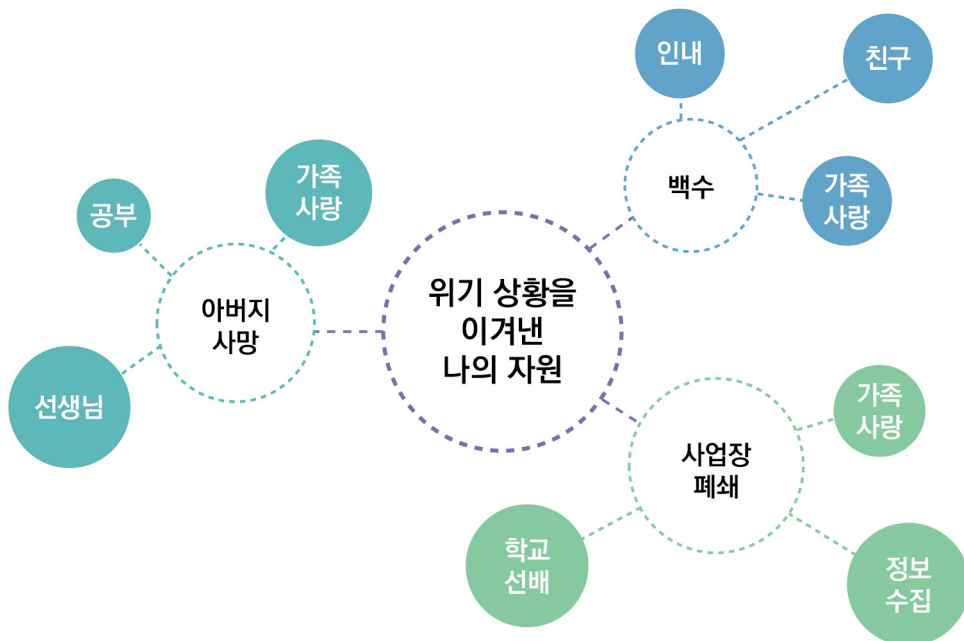 위기 상황을
이겨낸
나의 자원
아버지
사망
공부
가족
사랑
선생님
백수
인내
친구
가족
사랑
사업장
폐쇄
가족
사랑
학교
선배
정보
수집